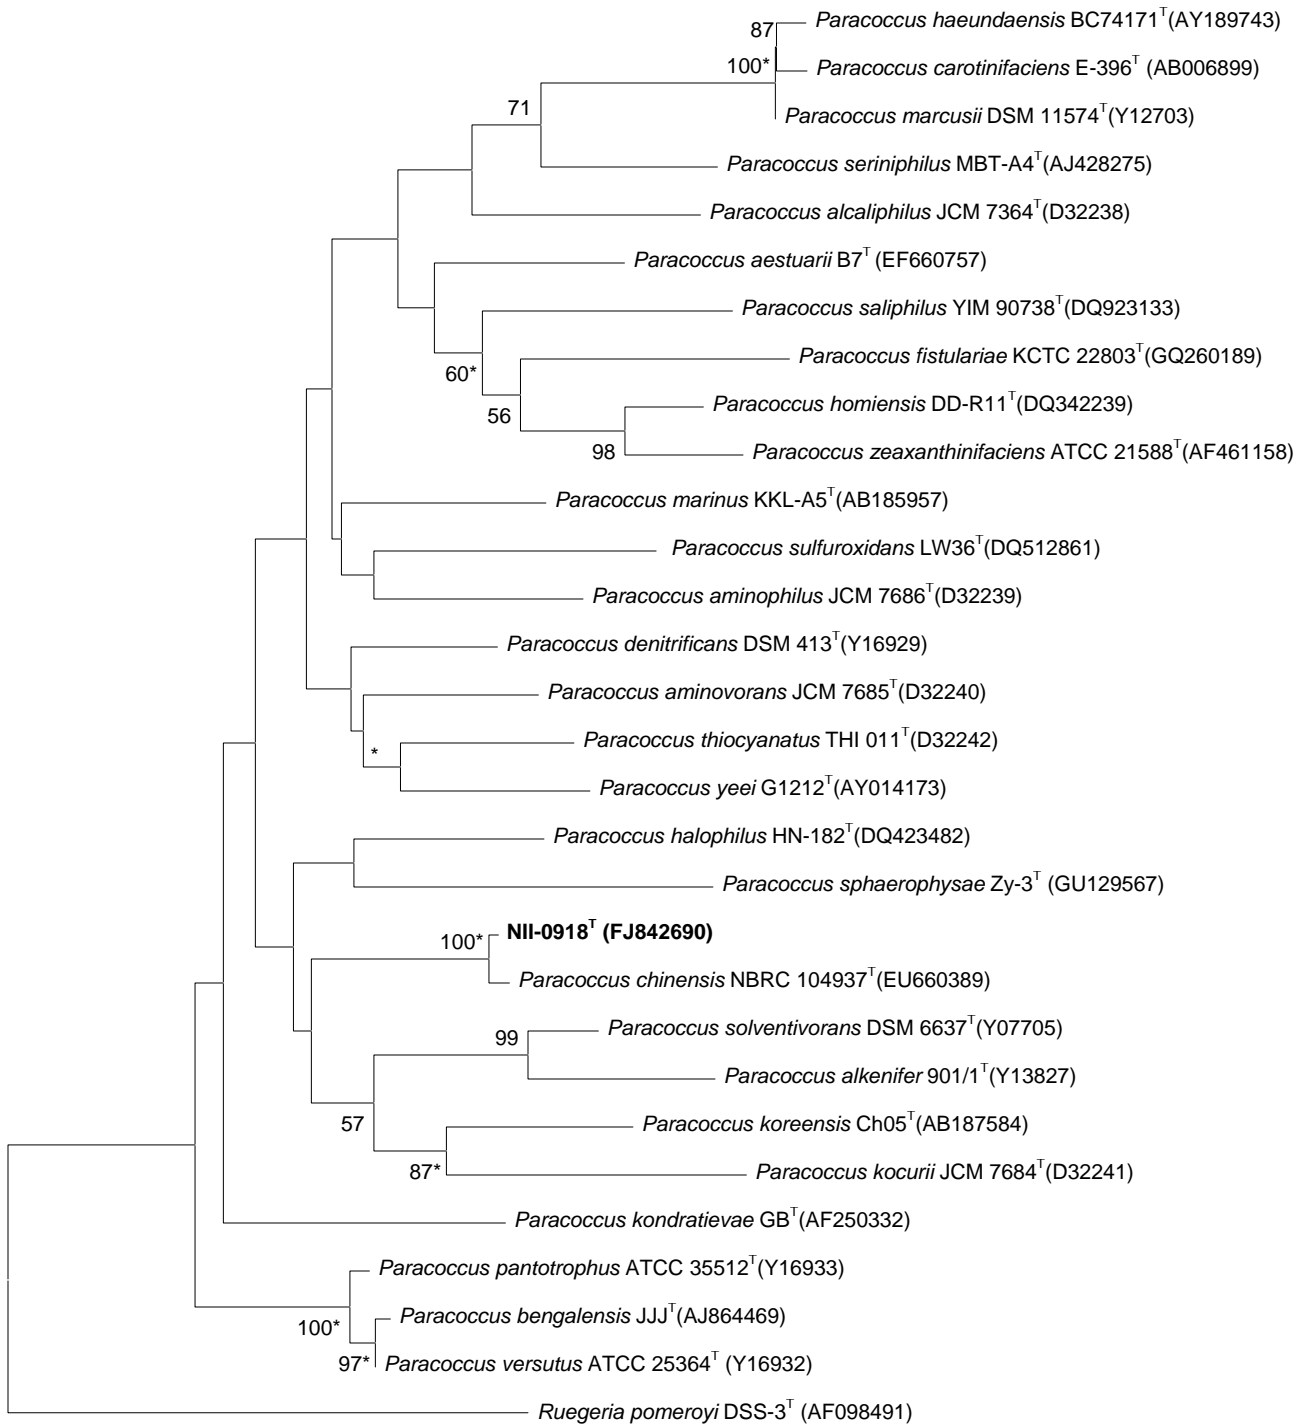 Paracoccus haeundaensis BC74171ᵀ(AY189743)
87
100*
Paracoccus carotinifaciens E-396ᵀ (AB006899)
Paracoccus marcusii DSM 11574ᵀ(Y12703)
71
Paracoccus seriniphilus MBT-A4ᵀ(AJ428275)
Paracoccus alcaliphilus JCM 7364ᵀ(D32238)
Paracoccus aestuarii B7ᵀ (EF660757)
Paracoccus saliphilus YIM 90738ᵀ(DQ923133)
Paracoccus fistulariae KCTC 22803ᵀ(GQ260189)
60*
Paracoccus homiensis DD-R11ᵀ(DQ342239)
56
98
Paracoccus zeaxanthinifaciens ATCC 21588ᵀ(AF461158)
Paracoccus marinus KKL-A5ᵀ(AB185957)
Paracoccus sulfuroxidans LW36ᵀ(DQ512861)
Paracoccus aminophilus JCM 7686ᵀ(D32239)
Paracoccus denitrificans DSM 413ᵀ(Y16929)
Paracoccus aminovorans JCM 7685ᵀ(D32240)
*
Paracoccus thiocyanatus THI 011ᵀ(D32242)
Paracoccus yeei G1212ᵀ(AY014173)
Paracoccus halophilus HN-182ᵀ(DQ423482)
Paracoccus sphaerophysae Zy-3ᵀ (GU129567)
100*
NII-0918ᵀ (FJ842690)
Paracoccus chinensis NBRC 104937ᵀ(EU660389)
99
Paracoccus solventivorans DSM 6637ᵀ(Y07705)
Paracoccus alkenifer 901/1ᵀ(Y13827)
57
Paracoccus koreensis Ch05ᵀ(AB187584)
87*
Paracoccus kocurii JCM 7684ᵀ(D32241)
Paracoccus kondratievae GBᵀ(AF250332)
Paracoccus pantotrophus ATCC 35512ᵀ(Y16933)
100*
Paracoccus bengalensis JJJᵀ(AJ864469)
97*
Paracoccus versutus ATCC 25364ᵀ (Y16932)
Ruegeria pomeroyi DSS-3ᵀ (AF098491)